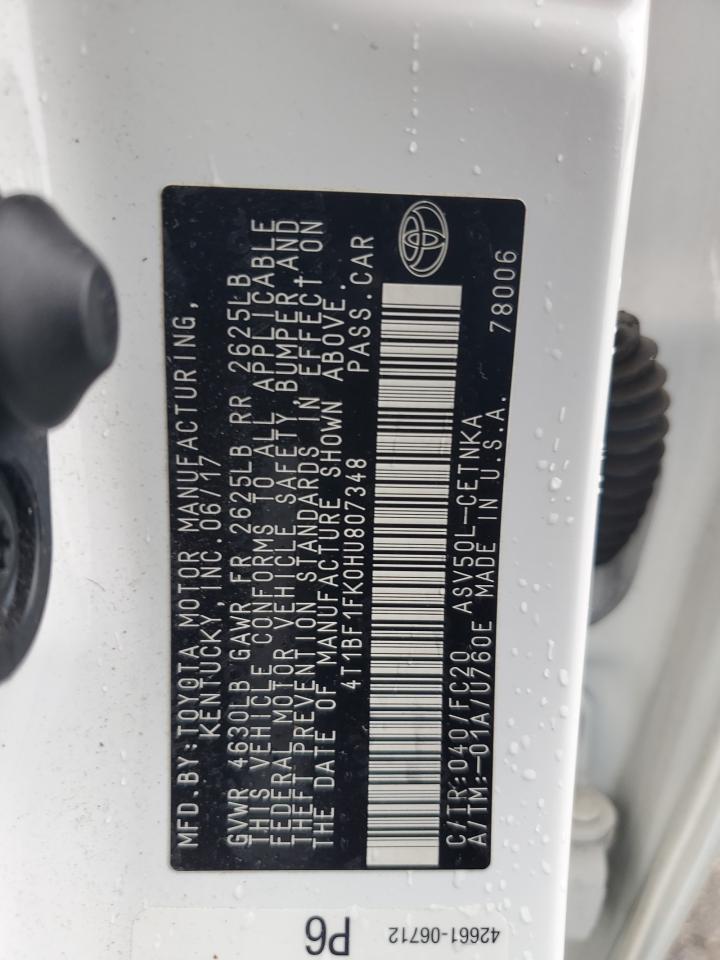 MFD.BY:TOYOTA MOTOR MANUFACTURING,
KENTUCKY, INC.06/17
GVWR 4630LB GAWR FR 2625LB RR 2625LB
THIS VEHICLE CONFORMS TO ALL APPLICABLE
FEDERAL MOTOR VEHICLE SAFETY, BUMPER AND
THEFT PREVENTION STANDARDS IN EFFECT ON
THE DATE OF MANUFACTURE SHOWN ABOVE.
4T1BF1FK0HU807348 PASS.CAR
C/TR:040/FC20 ASV50L-CETNKA 78006
A/TM:-01A/U760E MADE IN U.S.A.
P6
42661-06712